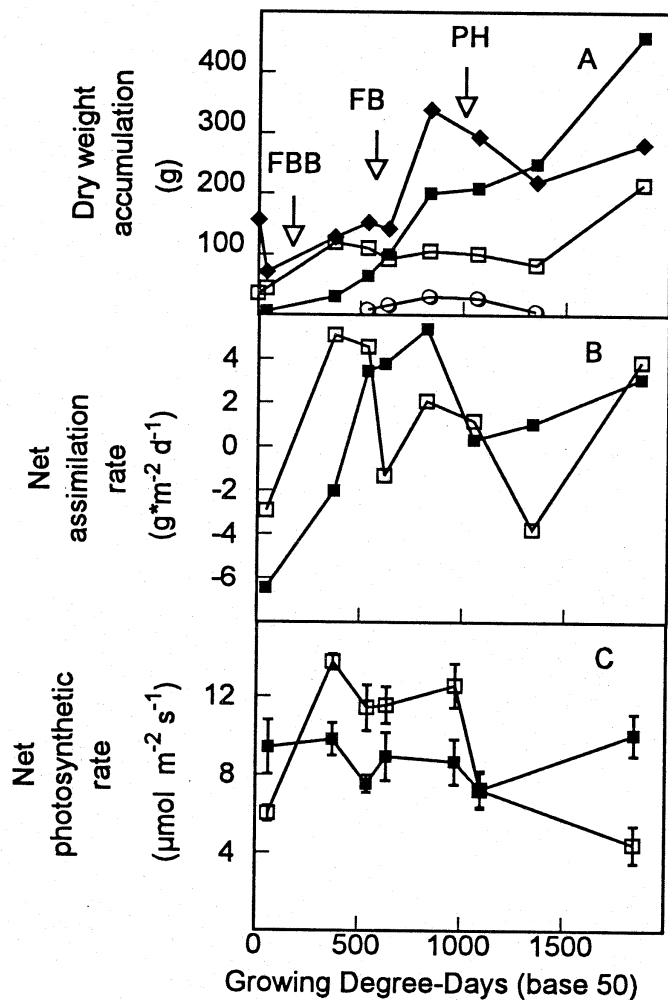 A
PH
400
FB
300
FBB
200
100
Dry weight
accumulation
(g)
B
4
2
0
-2
-4
-6
Net
assimilation
rate
(g*m⁻² d⁻¹)
C
12
8
4
Net
photosynthetic
rate
(µmol m⁻² s⁻¹)
0 500 1000 1500
Growing Degree-Days (base 50)